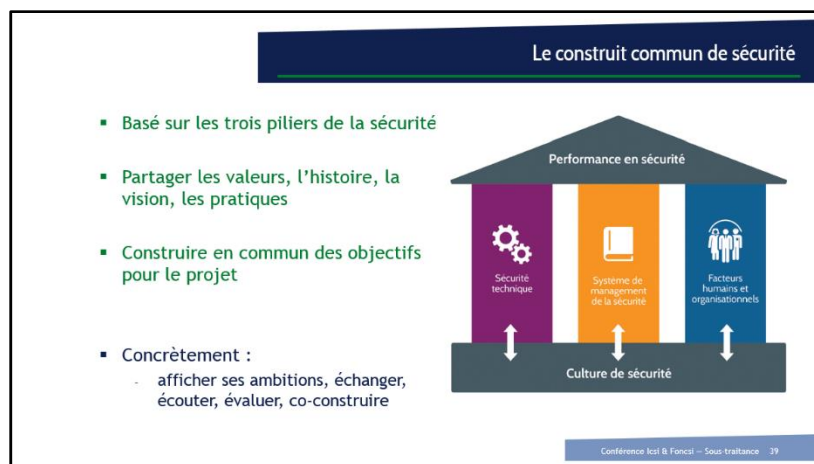 Le construit commun de sécurité
▪ Basé sur les trois piliers de la sécurité
▪ Partager les valeurs, l'histoire, la
vision, les pratiques
▪ Construire en commun des objectifs
pour le projet
▪ Concrètement :
- afficher ses ambitions, échanger,
écouter, évaluer, co-construire
Performance en sécurité
Sécurité
technique
Système de
management
de la sécurité
Facteurs
humains et
organisationnels
Culture de sécurité
Conférence Icsi & Foncsi – Sous-traitance 39